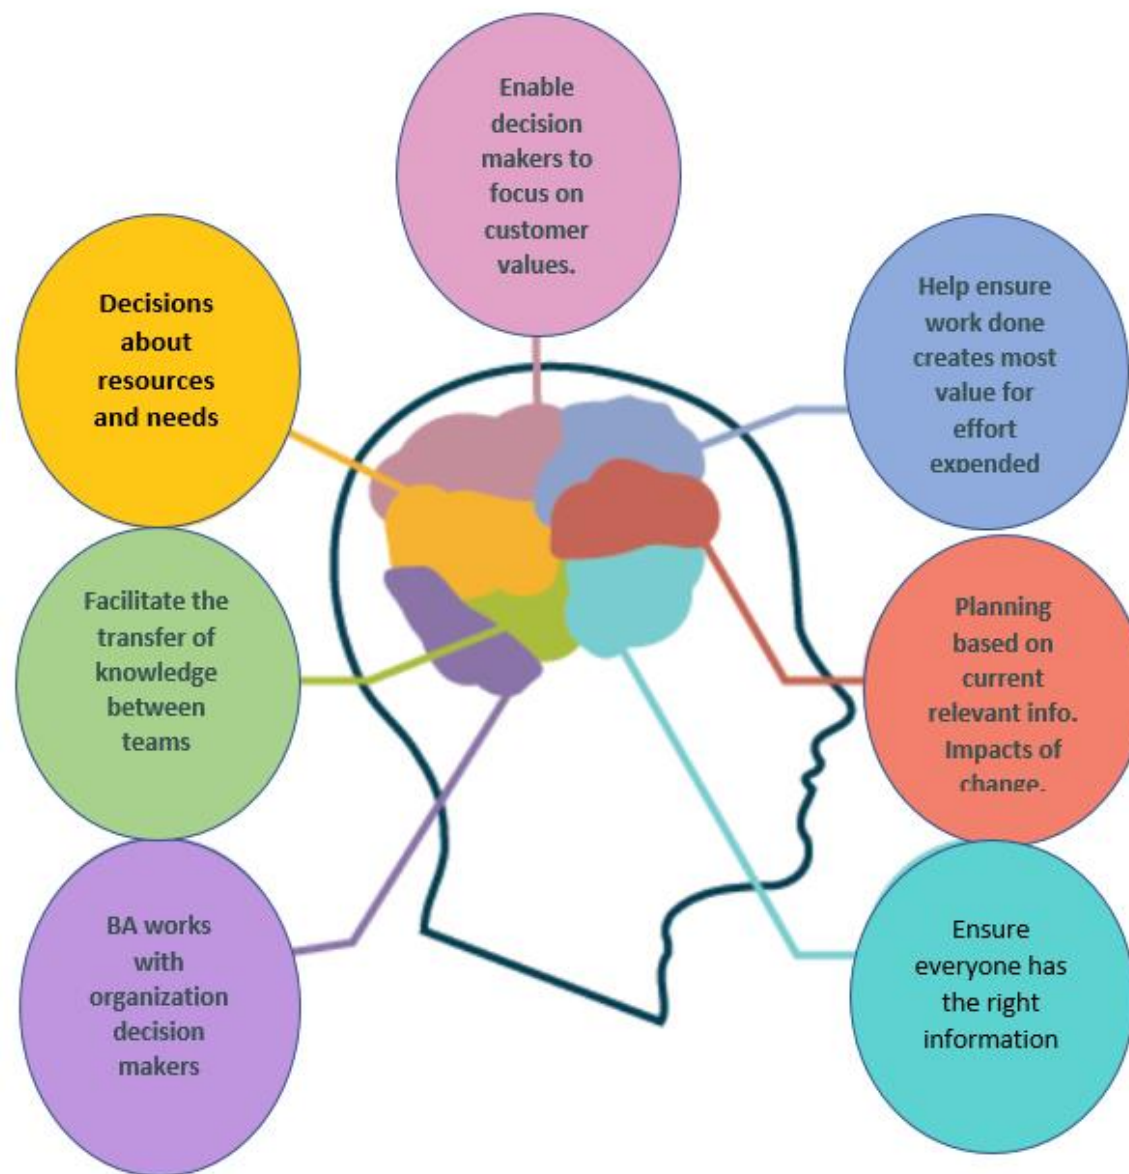 Enable
decision
makers to
focus on
customer
values.
Decisions
about
resources
and needs
Help ensure
work done
creates most
value for
effort
expended
Facilitate the
transfer of
knowledge
between
teams
Planning
based on
current
relevant info.
Impacts of
change.
BA works
with
organization
decision
makers
Ensure
everyone has
the right
information